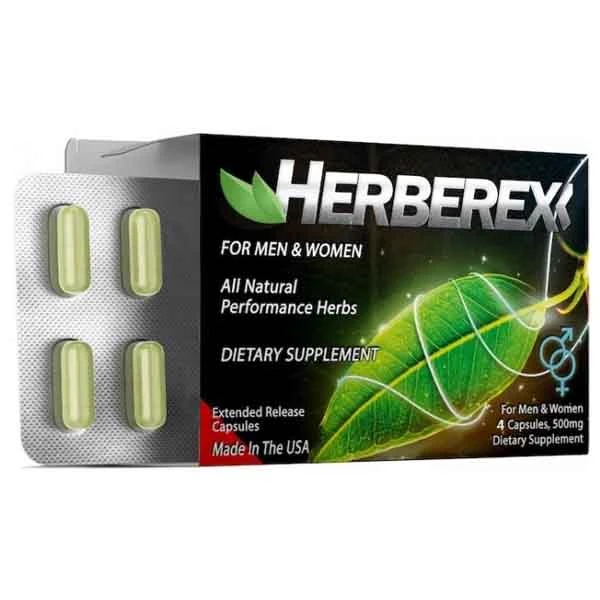 HERBEREX
FOR MEN & WOMEN
All Natural
Performance Herbs
DIETARY SUPPLEMENT
Extended Release
Capsules
Made In The USA
For Men & Women
4 Capsules, 500mg
Dietary Supplement